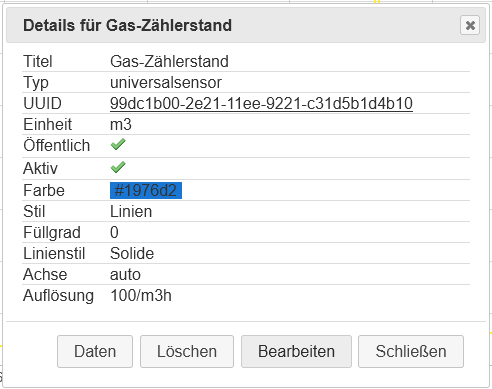 Details für Gas-Zählerstand
Titel Gas-Zählerstand
Typ universalsensor
UUID 99dc1b00-2e21-11ee-9221-c31d5b1d4b10
Einheit m3
Öffentlich
Aktiv
Farbe #1976d2
Stil Linien
Füllgrad 0
Linienstil Solide
Achse auto
Auflösung 100/m3h
Daten Löschen Bearbeiten Schließen